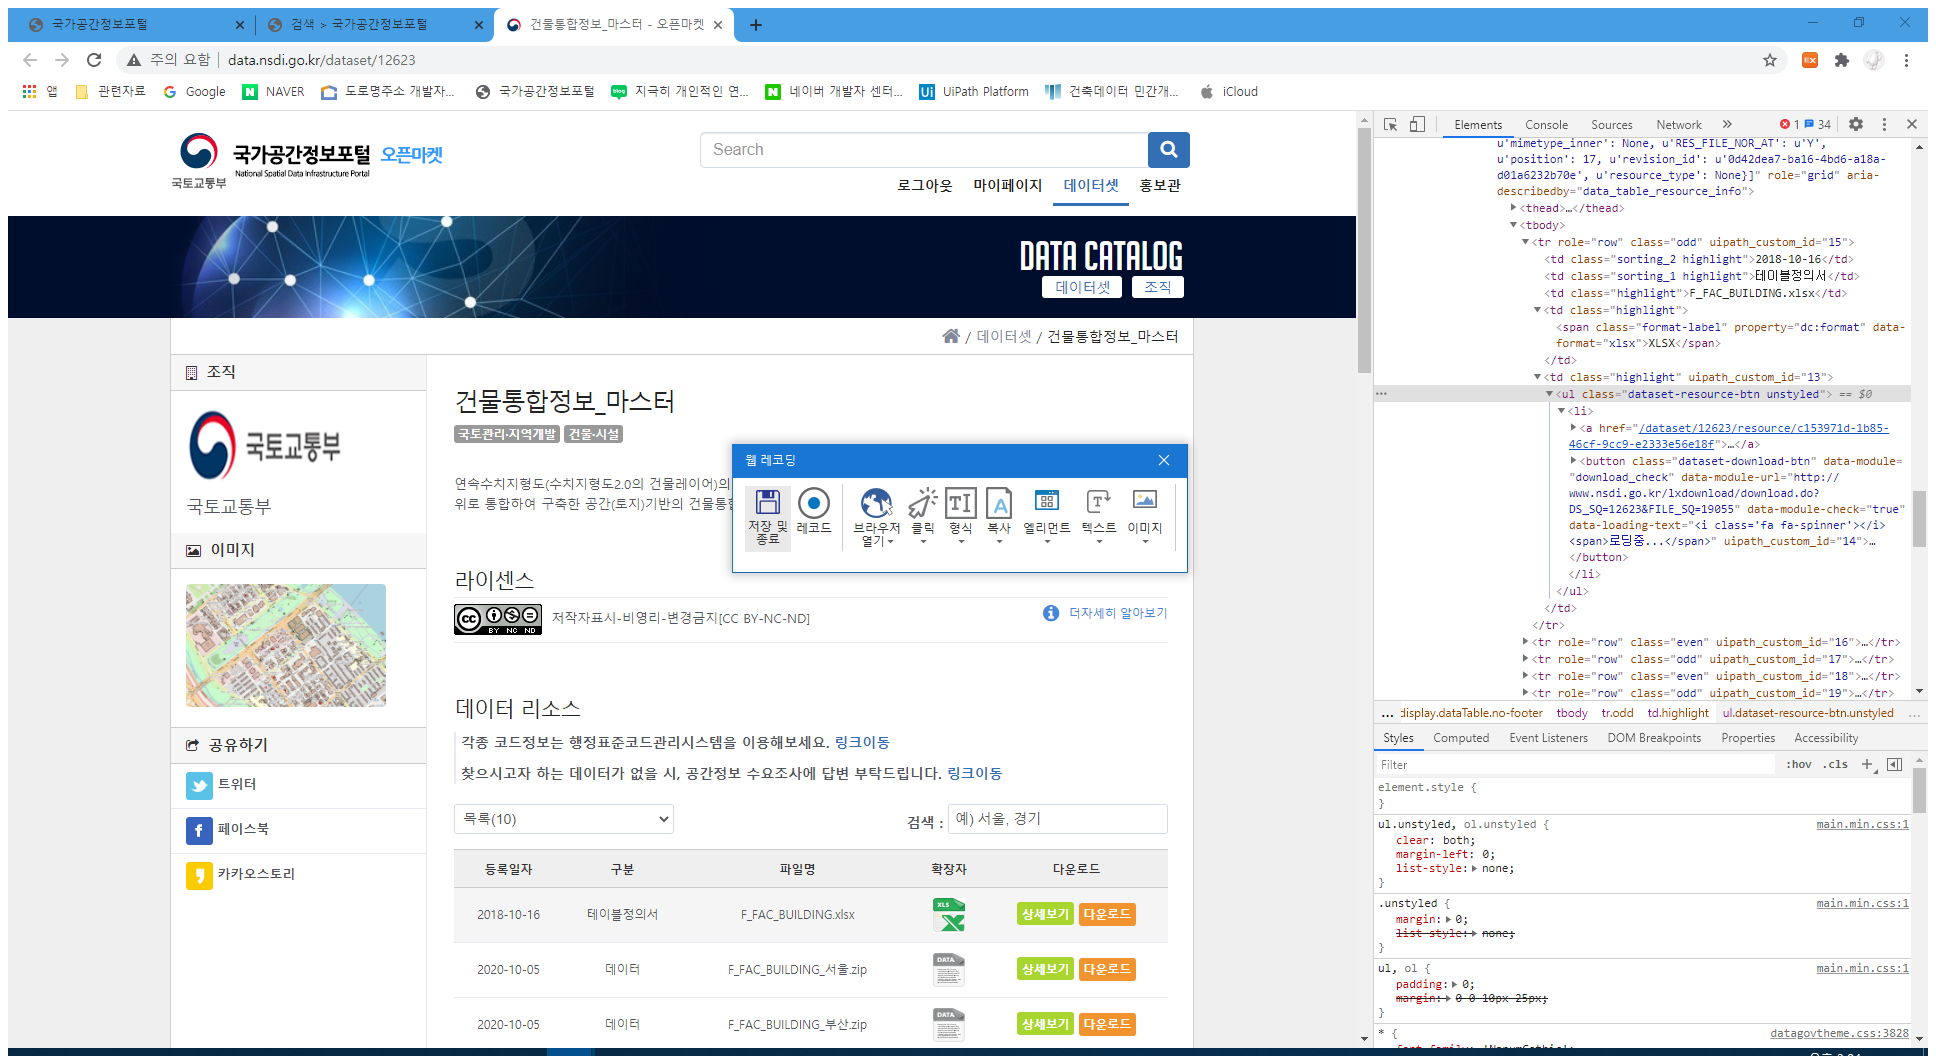 국가공간정보포털
검색 > 국가공간정보포털
건물통합정보_마스터 - 오픈마켓
주의 요함
data.nsdi.go.kr/dataset/12623
앱
관련자료
Google
NAVER
도로명주소 개발자...
국가공간정보포털
지극히 개인적인 연...
네이버 개발자 센터...
UiPath Platform
건축데이터 민간개...
iCloud
국토교통부
국가공간정보포털 오픈마켓
National Spatial Data Infrastructure Portal
Search
로그아웃
마이페이지
데이터셋
홍보관
DATA CATALOG
데이터셋
조직
/ 데이터셋 / 건물통합정보_마스터
조직
국토교통부
국토교통부
이미지
공유하기
트위터
페이스북
카카오스토리
건물통합정보_마스터
국토관리·지역개발
건물·시설
연속수치지형도(수치지형도2.0의 건물레이어)의
위로 통합하여 구축한 공간(토지)기반의 건물통합
웹 레코딩
저장 및 종료
레코드
브라우저 열기
클릭
형식
복사
엘리먼트
텍스트
이미지
라이센스
BY NC ND
저작자표시-비영리-변경금지[CC BY-NC-ND]
더자세히 알아보기
데이터 리소스
각종 코드정보는 행정표준코드관리시스템을 이용해보세요. 링크이동
찾으시고자 하는 데이터가 없을 시, 공간정보 수요조사에 답변 부탁드립니다. 링크이동
목록(10)
검색 :
예) 서울, 경기
등록일자 구분 파일명 확장자 다운로드
2018-10-16 테이블정의서 F_FAC_BUILDING.xlsx XLS 상세보기 다운로드
2020-10-05 데이터 F_FAC_BUILDING_서울.zip DATA 상세보기 다운로드
2020-10-05 데이터 F_FAC_BUILDING_부산.zip DATA 상세보기 다운로드
Elements Console Sources Network » 1 34
u'mimetype_inner': None, u'RES_FILE_NOR_AT': u'Y',
u'position': 17, u'revision_id': u'0d42dea7-ba16-4bd6-a18a-
d01a6232b70e', u'resource_type': None}]" role="grid" aria-
describedby="data_table_resource_info">
<thead>…</thead>
<tbody>
<tr role="row" class="odd" uipath_custom_id="15">
<td class="sorting_2 highlight">2018-10-16</td>
<td class="sorting_1 highlight">테이블정의서</td>
<td class="highlight">F_FAC_BUILDING.xlsx</td>
<td class="highlight">
<span class="format-label" property="dc:format" data-
format="xlsx">XLSX</span>
</td>
<td class="highlight" uipath_custom_id="13">
<ul class="dataset-resource-btn unstyled"> == $0
<li>
<a href="/dataset/12623/resource/c153971d-1b85-
46cf-9cc9-e2333e56e18f">…</a>
<button class="dataset-download-btn" data-module=
"download_check" data-module-url="http://
www.nsdi.go.kr/lxdownload/download.do?
DS_SQ=12623&FILE_SQ=19055" data-module-check="true"
data-loading-text="<i class='fa fa-spinner'></i>
<span>로딩중...</span>" uipath_custom_id="14">…
</button>
</li>
</ul>
</td>
</tr>
<tr role="row" class="even" uipath_custom_id="16">…</tr>
<tr role="row" class="odd" uipath_custom_id="17">…</tr>
<tr role="row" class="even" uipath_custom_id="18">…</tr>
<tr role="row" class="odd" uipath_custom_id="19">…</tr>
... display.dataTable.no-footer tbody tr.odd td.highlight ul.dataset-resource-btn.unstyled ...
Styles Computed Event Listeners DOM Breakpoints Properties Accessibility
Filter :hov .cls +
element.style {
}
ul.unstyled, ol.unstyled { main.min.css:1
clear: both;
margin-left: 0;
list-style: none;
}
.unstyled { main.min.css:1
margin: 0;
list-style: none;
}
ul, ol { main.min.css:1
padding: 0;
margin: 0 0 10px 25px;
}
* { datagovtheme.css:3828